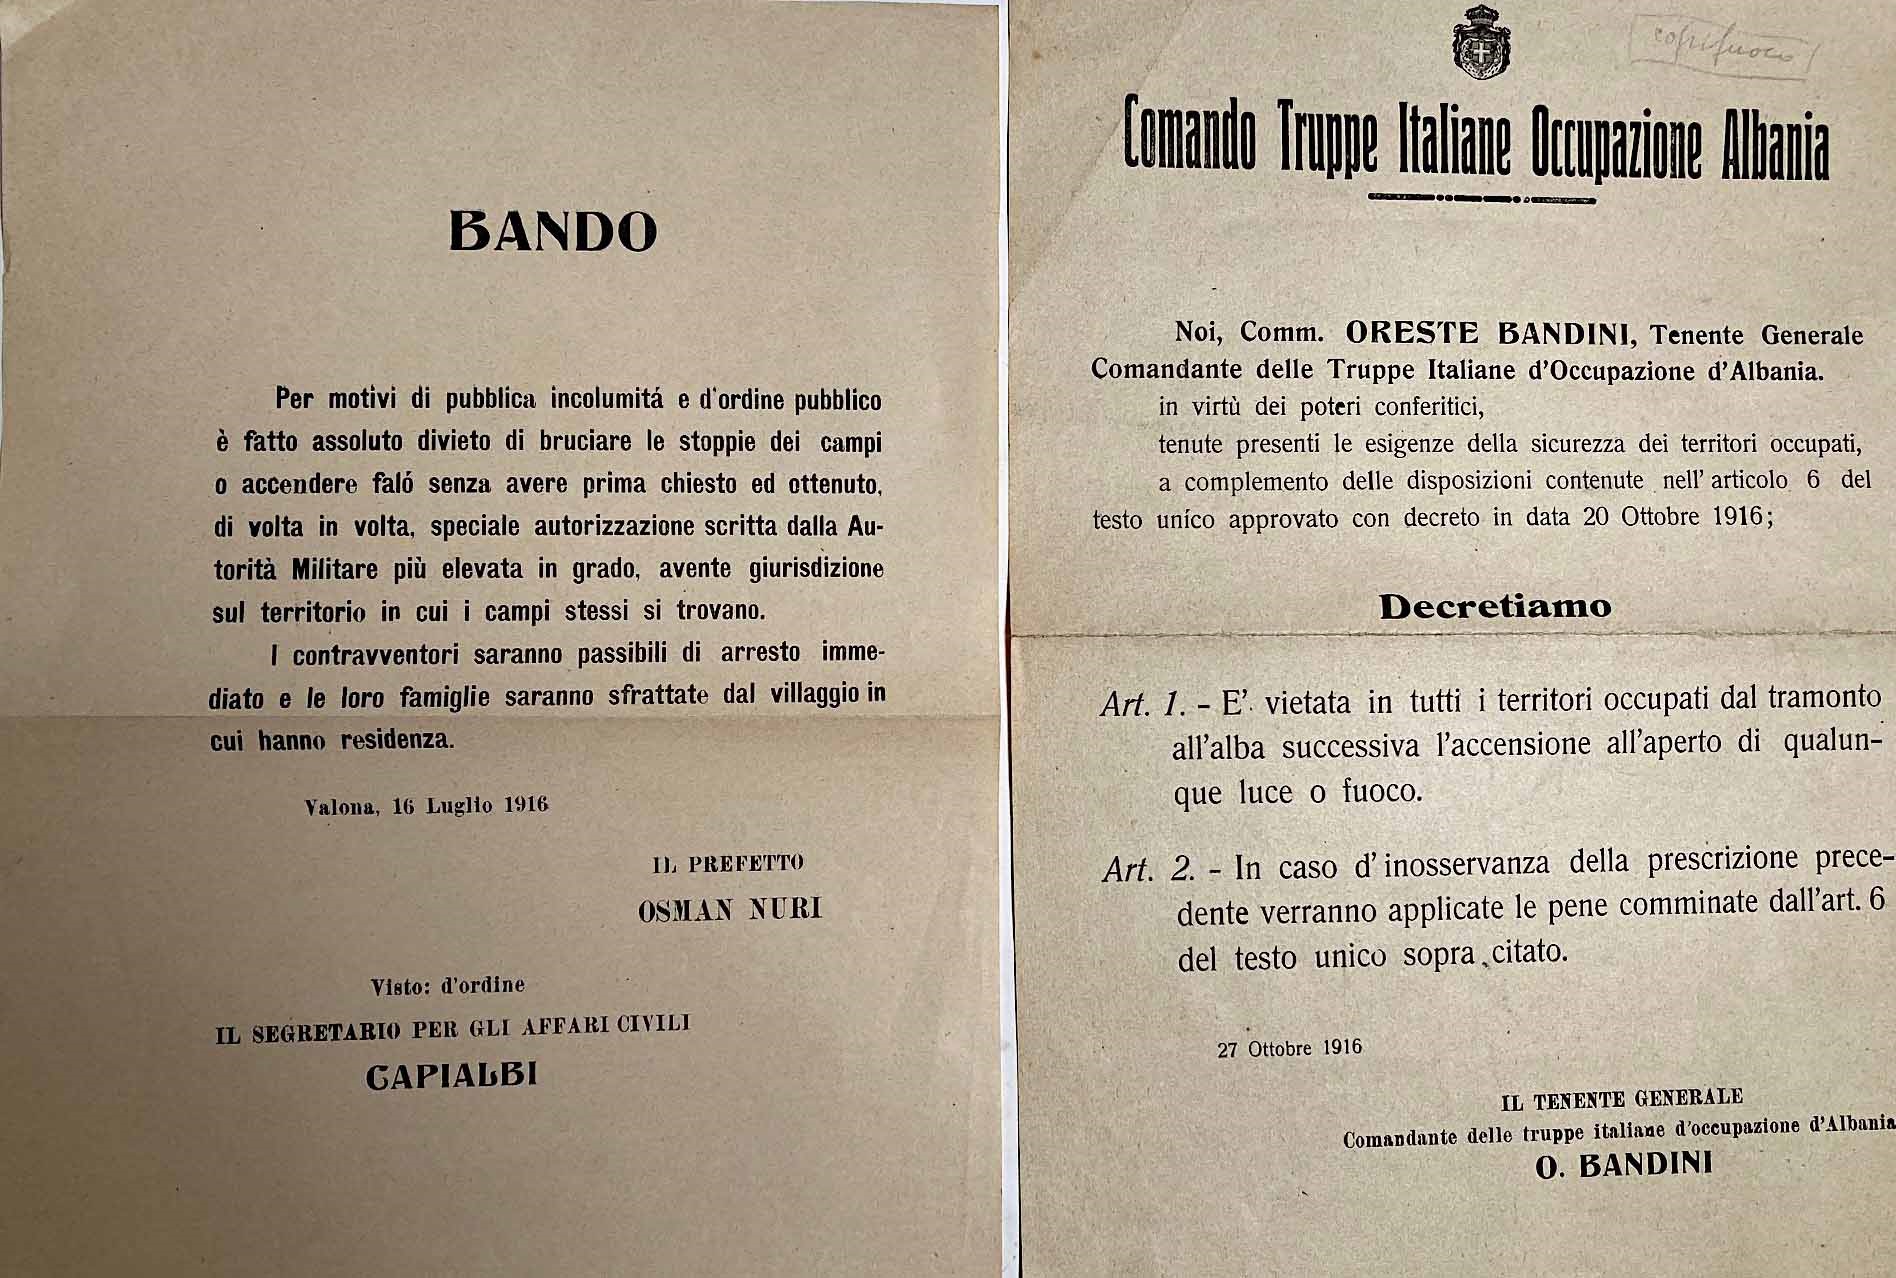 BANDO
Per motivi di pubblica incolumitá e d'ordine pubblico
è fatto assoluto divieto di bruciare le stoppie dei campi
o accendere faló senza avere prima chiesto ed ottenuto,
di volta in volta, speciale autorizzazione scritta dalla Au-
torità Militare più elevata in grado, avente giurisdizione
sul territorio in cui i campi stessi si trovano.
I contravventori saranno passibili di arresto imme-
diato e le loro famiglie saranno sfrattate dal villaggio in
cui hanno residenza.
Valona, 16 Luglio 1916
IL PREFETTO
OSMAN NURI
Visto: d'ordine
IL SEGRETARIO PER GLI AFFARI CIVILI
CAPIALBI
coprifuoco
Comando Truppe Italiane Occupazione Albania
Noi, Comm. ORESTE BANDINI, Tenente Generale
Comandante delle Truppe Italiane d'Occupazione d'Albania.
in virtù dei poteri conferitici,
tenute presenti le esigenze della sicurezza dei territori occupati,
a complemento delle disposizioni contenute nell'articolo 6 del
testo unico approvato con decreto in data 20 Ottobre 1916;
Decretiamo
Art. 1. - E' vietata in tutti i territori occupati dal tramonto
all'alba successiva l'accensione all'aperto di qualun-
que luce o fuoco.
Art. 2. - In caso d'inosservanza della prescrizione prece-
dente verranno applicate le pene comminate dall'art. 6
del testo unico sopra citato.
27 Ottobre 1916
IL TENENTE GENERALE
Comandante delle truppe italiane d'occupazione d'Albania
O. BANDINI